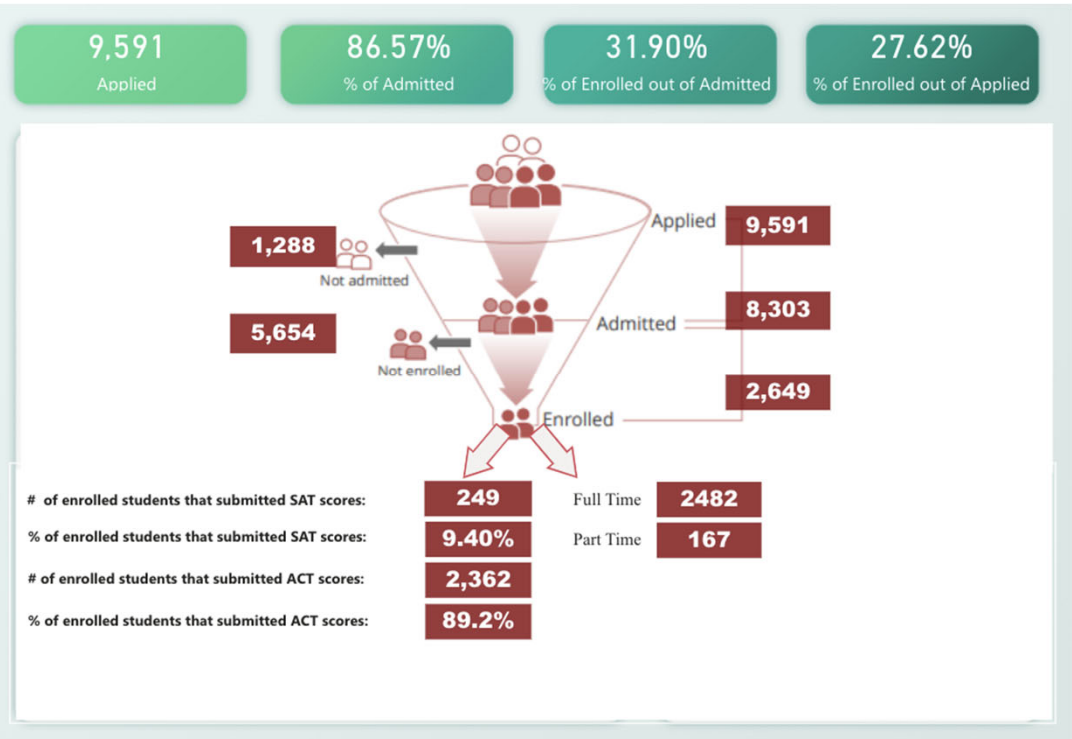 9,591
Applied
86.57%
% of Admitted
31.90%
% of Enrolled out of Admitted
27.62%
% of Enrolled out of Applied
Applied
9,591
1,288
Not admitted
Admitted
8,303
5,654
Not enrolled
2,649
Enrolled
# of enrolled students that submitted SAT scores:
249
Full Time
2482
% of enrolled students that submitted SAT scores:
9.40%
Part Time
167
# of enrolled students that submitted ACT scores:
2,362
% of enrolled students that submitted ACT scores:
89.2%